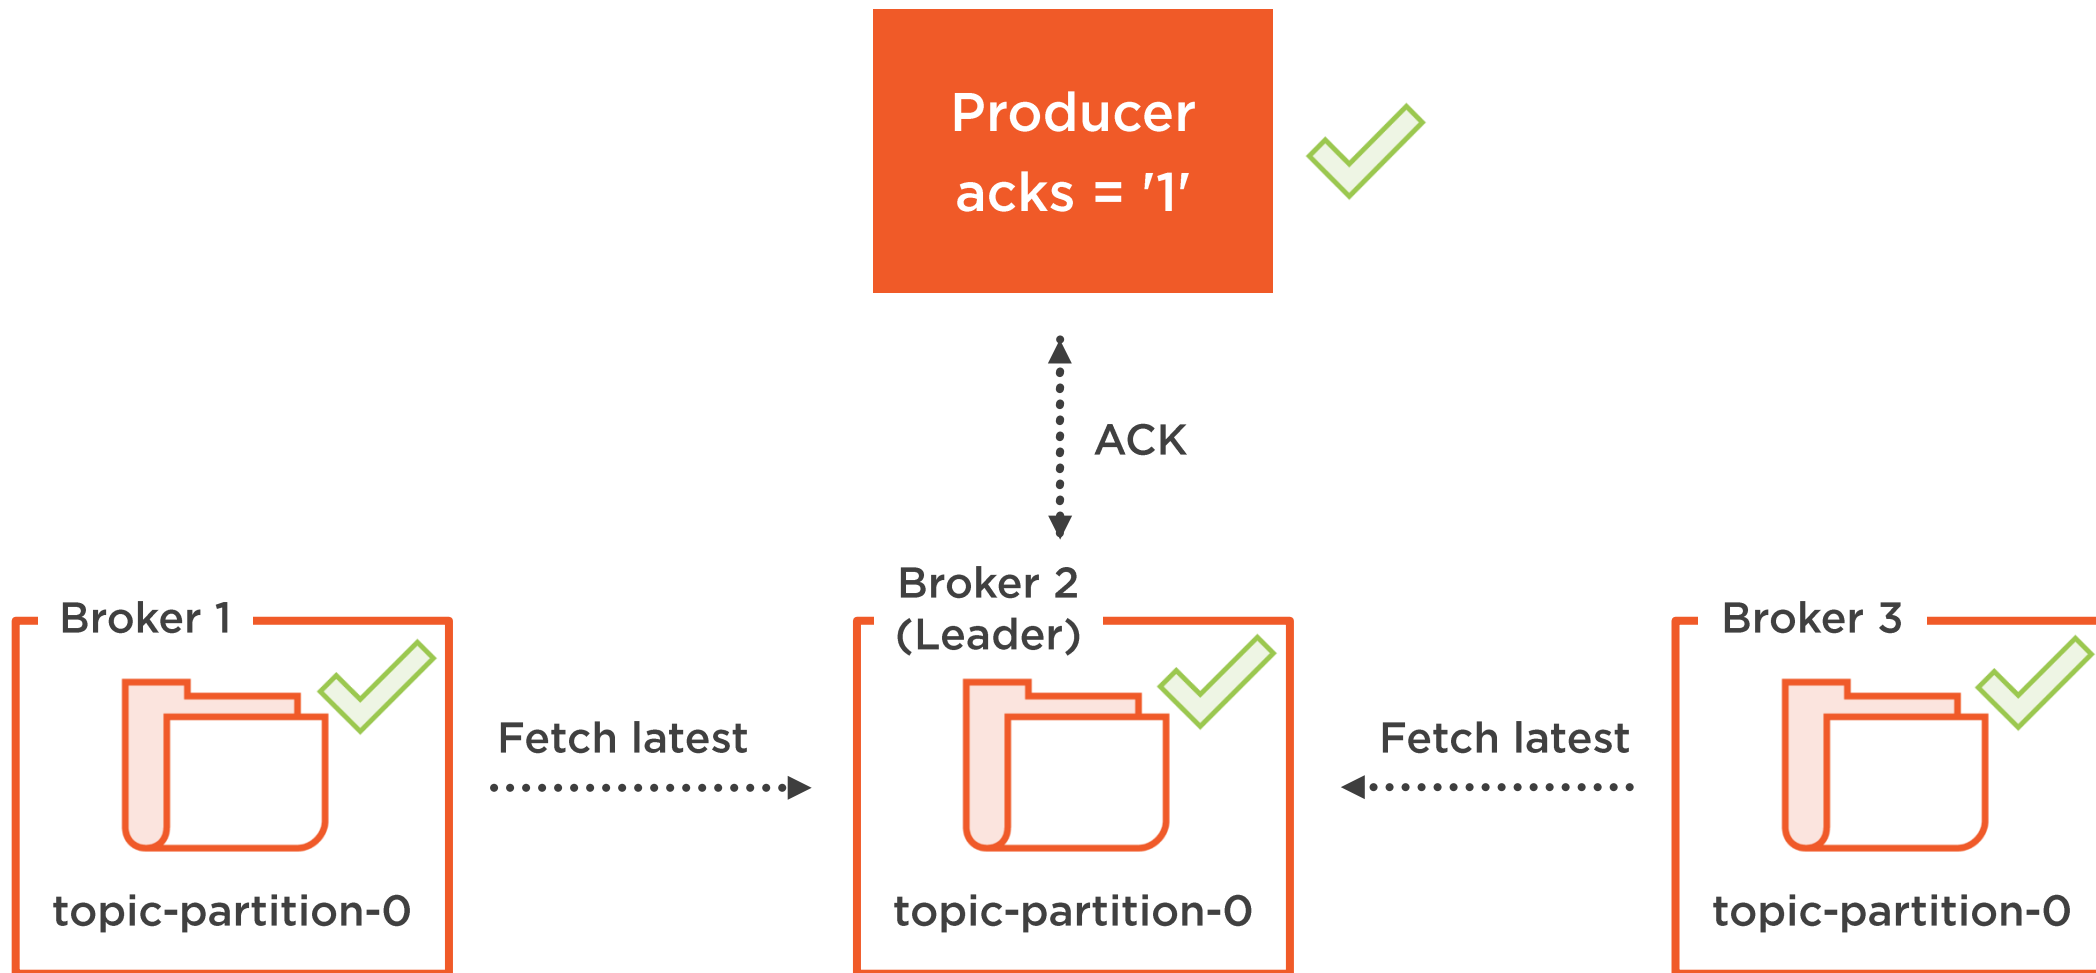 Producer
acks = '1'
ACK
Broker 1
Broker 2
(Leader)
Broker 3
Fetch latest
Fetch latest
topic-partition-0
topic-partition-0
topic-partition-0